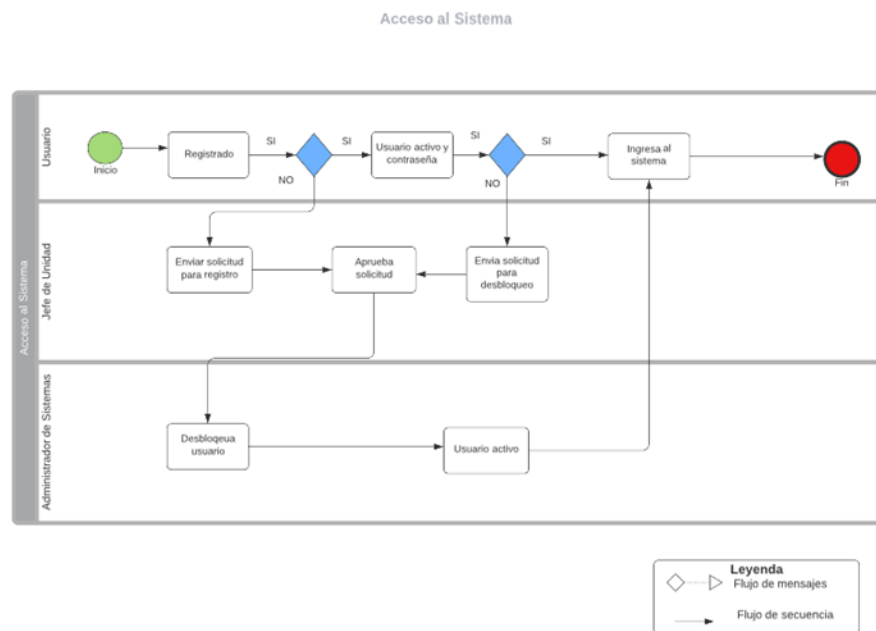 Acceso al Sistema
Acceso al Sistema
Usuario
Inicio
Registrado
SI
SI
NO
Usuario activo y
contraseña
SI
SI
NO
Ingresa al
sistema
Fin
Jefe de Unidad
Enviar solicitud
para registro
Aprueba
solicitud
Envia solicitud
para
desbloqueo
Administrador de Sistemas
Desbloqeua
usuario
Usuario activo
Leyenda
Flujo de mensajes
Flujo de secuencia